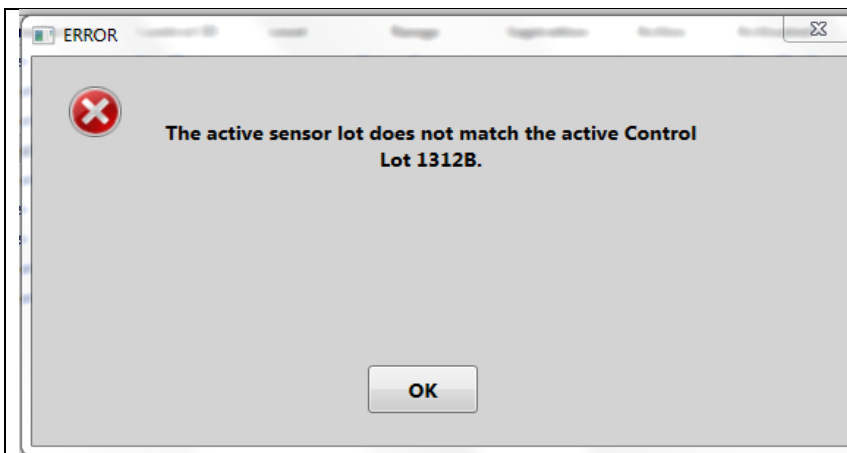 ERROR
The active sensor lot does not match the active Control
Lot 1312B.
OK